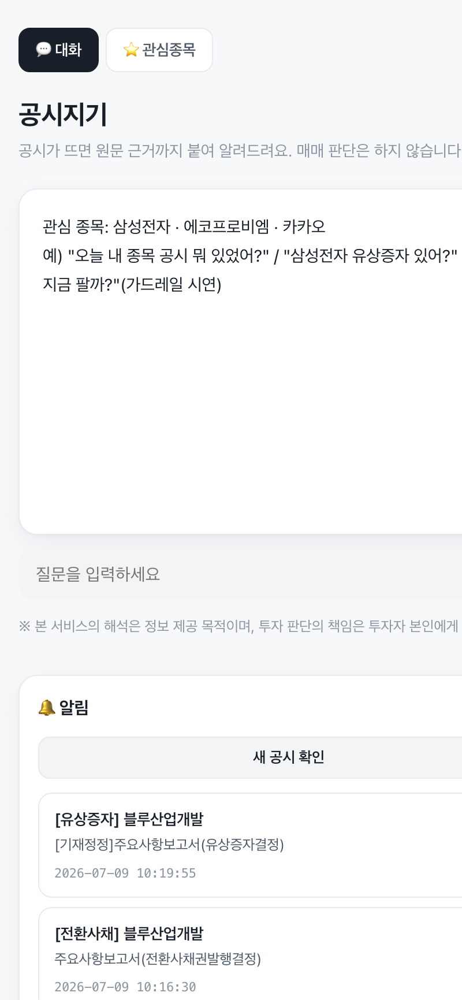 💬 대화
⭐ 관심종목
공시지기
공시가 뜨면 원문 근거까지 붙여 알려드려요. 매매 판단은 하지 않습니다
관심 종목: 삼성전자 · 에코프로비엠 · 카카오
예) "오늘 내 종목 공시 뭐 있었어?" / "삼성전자 유상증자 있어?"
지금 팔까?"(가드레일 시연)
질문을 입력하세요
※ 본 서비스의 해석은 정보 제공 목적이며, 투자 판단의 책임은 투자자 본인에게
🔔 알림
새 공시 확인
[유상증자] 블루산업개발
[기재정정]주요사항보고서(유상증자결정)
2026-07-09 10:19:55
[전환사채] 블루산업개발
주요사항보고서(전환사채권발행결정)
2026-07-09 10:16:30